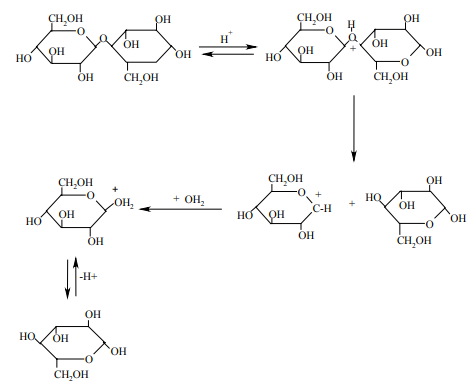 CH2OH OH
O O OH H+
HO OH OH
OH CH2OH
CH2OH H OH
O O OH
HO OH + OH
O
OH CH2OH
CH2OH OH
O + HO OH
HO OH C-H + OH
O
OH CH2OH
+ OH2
CH2OH +
O OH2
HO OH
OH
-H+
OH
HO OH
OH
O
CH2OH